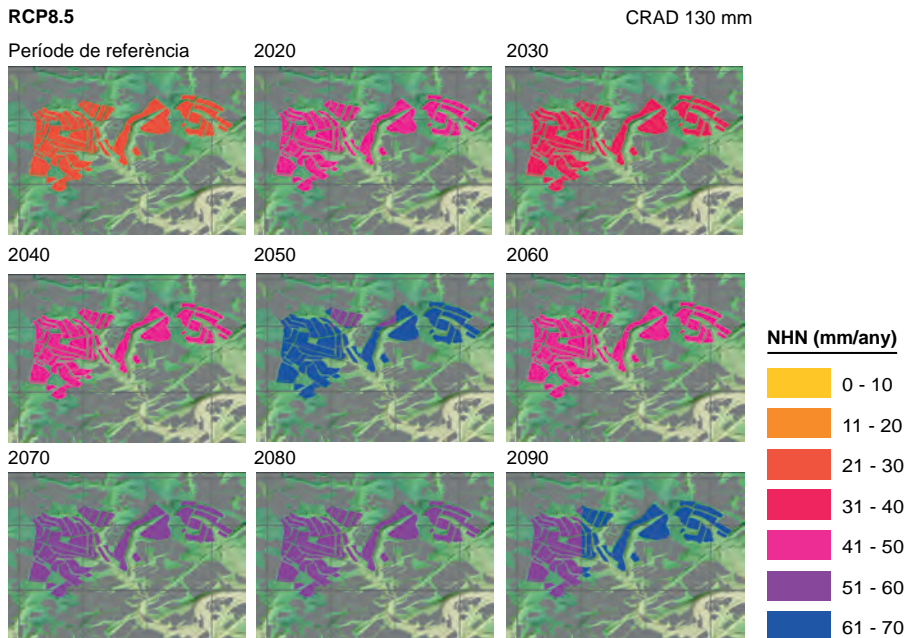 RCP8.5
CRAD 130 mm
Període de referència
2020
2030
2040
2050
2060
2070
2080
2090
NHN (mm/any)
0 - 10
11 - 20
21 - 30
31 - 40
41 - 50
51 - 60
61 - 70